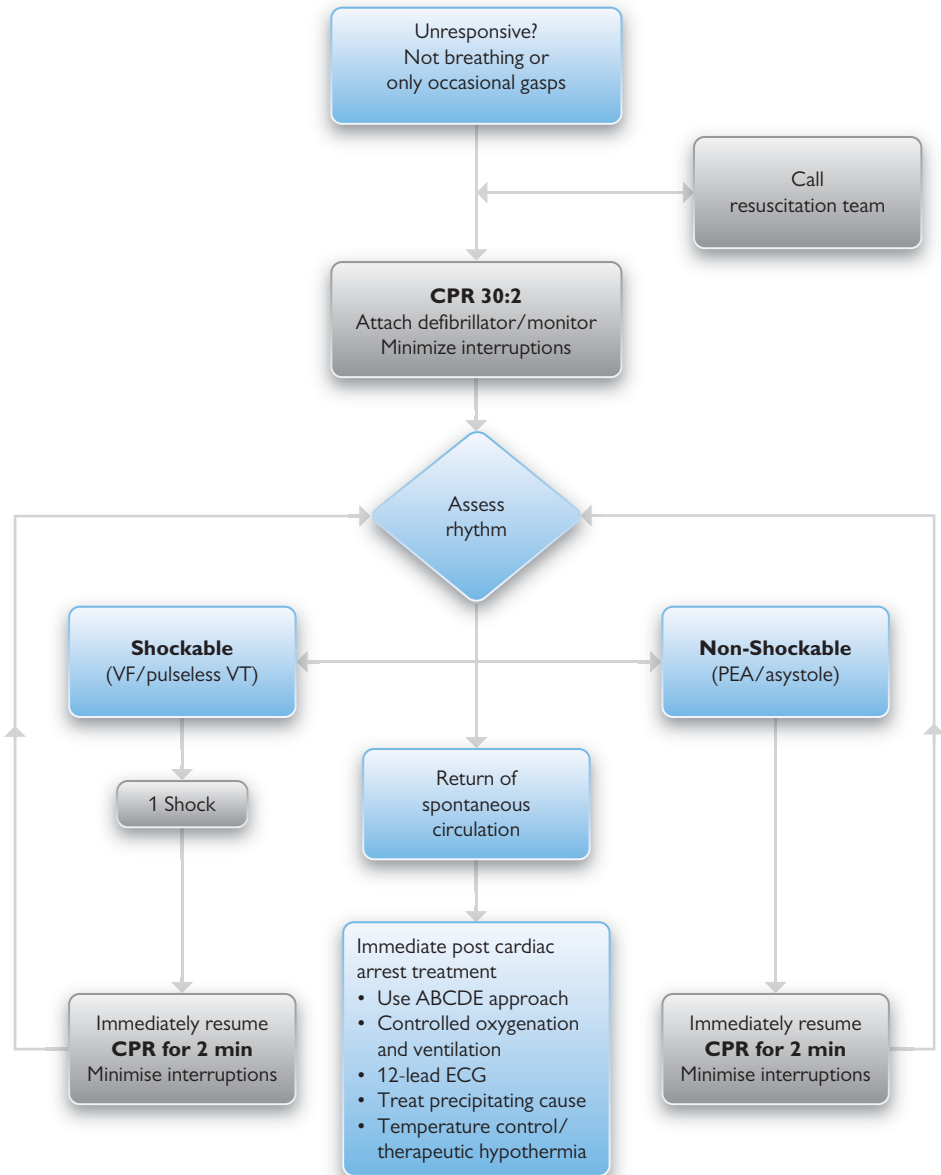 Unresponsive?
Not breathing or
only occasional gasps
Call
resuscitation team
CPR 30:2
Attach defibrillator/monitor
Minimize interruptions
Assess
rhythm
Shockable
(VF/pulseless VT)
Non-Shockable
(PEA/asystole)
1 Shock
Return of
spontaneous
circulation
Immediately resume
CPR for 2 min
Minimise interruptions
Immediate post cardiac
arrest treatment
• Use ABCDE approach
• Controlled oxygenation
and ventilation
• 12-lead ECG
• Treat precipitating cause
• Temperature control/
therapeutic hypothermia
Immediately resume
CPR for 2 min
Minimise interruptions